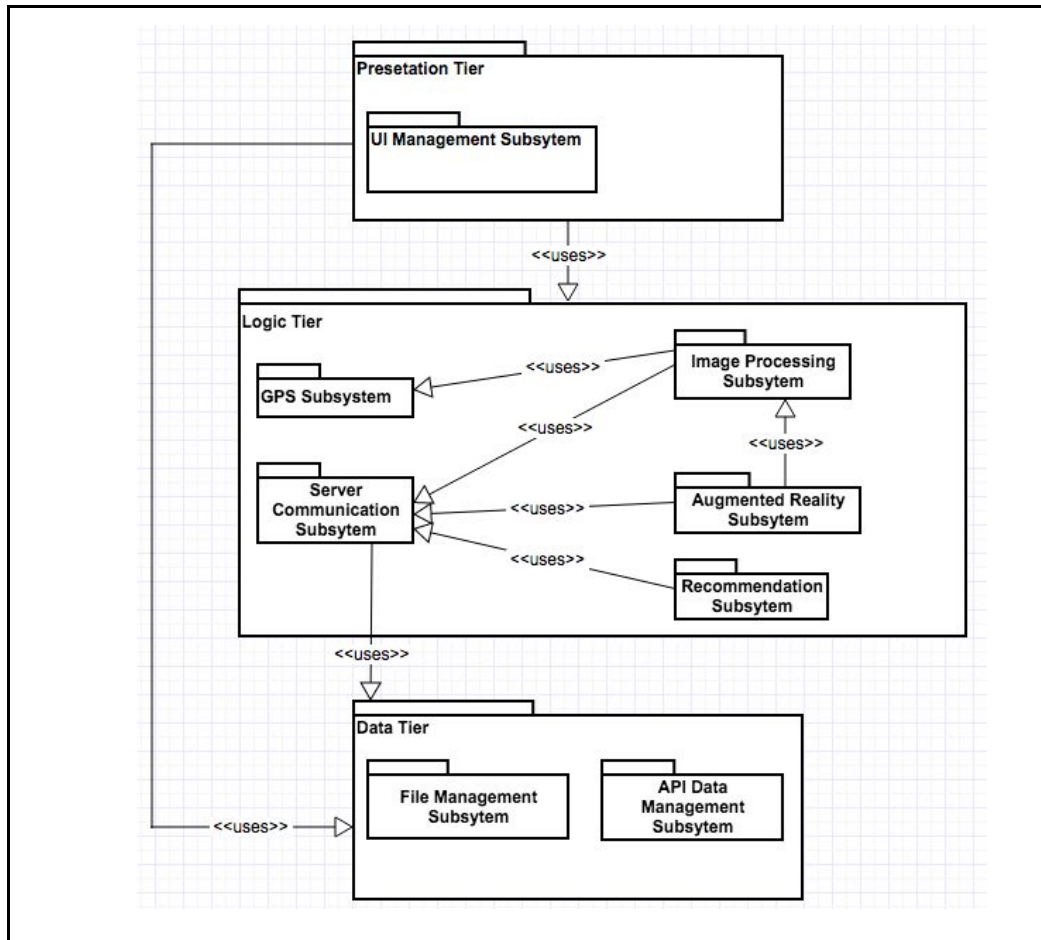 Presetation Tier
UI Management Subsytem
<<uses>>
Logic Tier
GPS Subsystem
<<uses>>
Image Processing
Subsytem
<<uses>>
<<uses>>
Server
Communication
Subsytem
<<uses>>
Augmented Reality
Subsytem
<<uses>>
Recommendation
Subsytem
<<uses>>
Data Tier
File Management
Subsytem
API Data
Management
Subsytem
<<uses>>